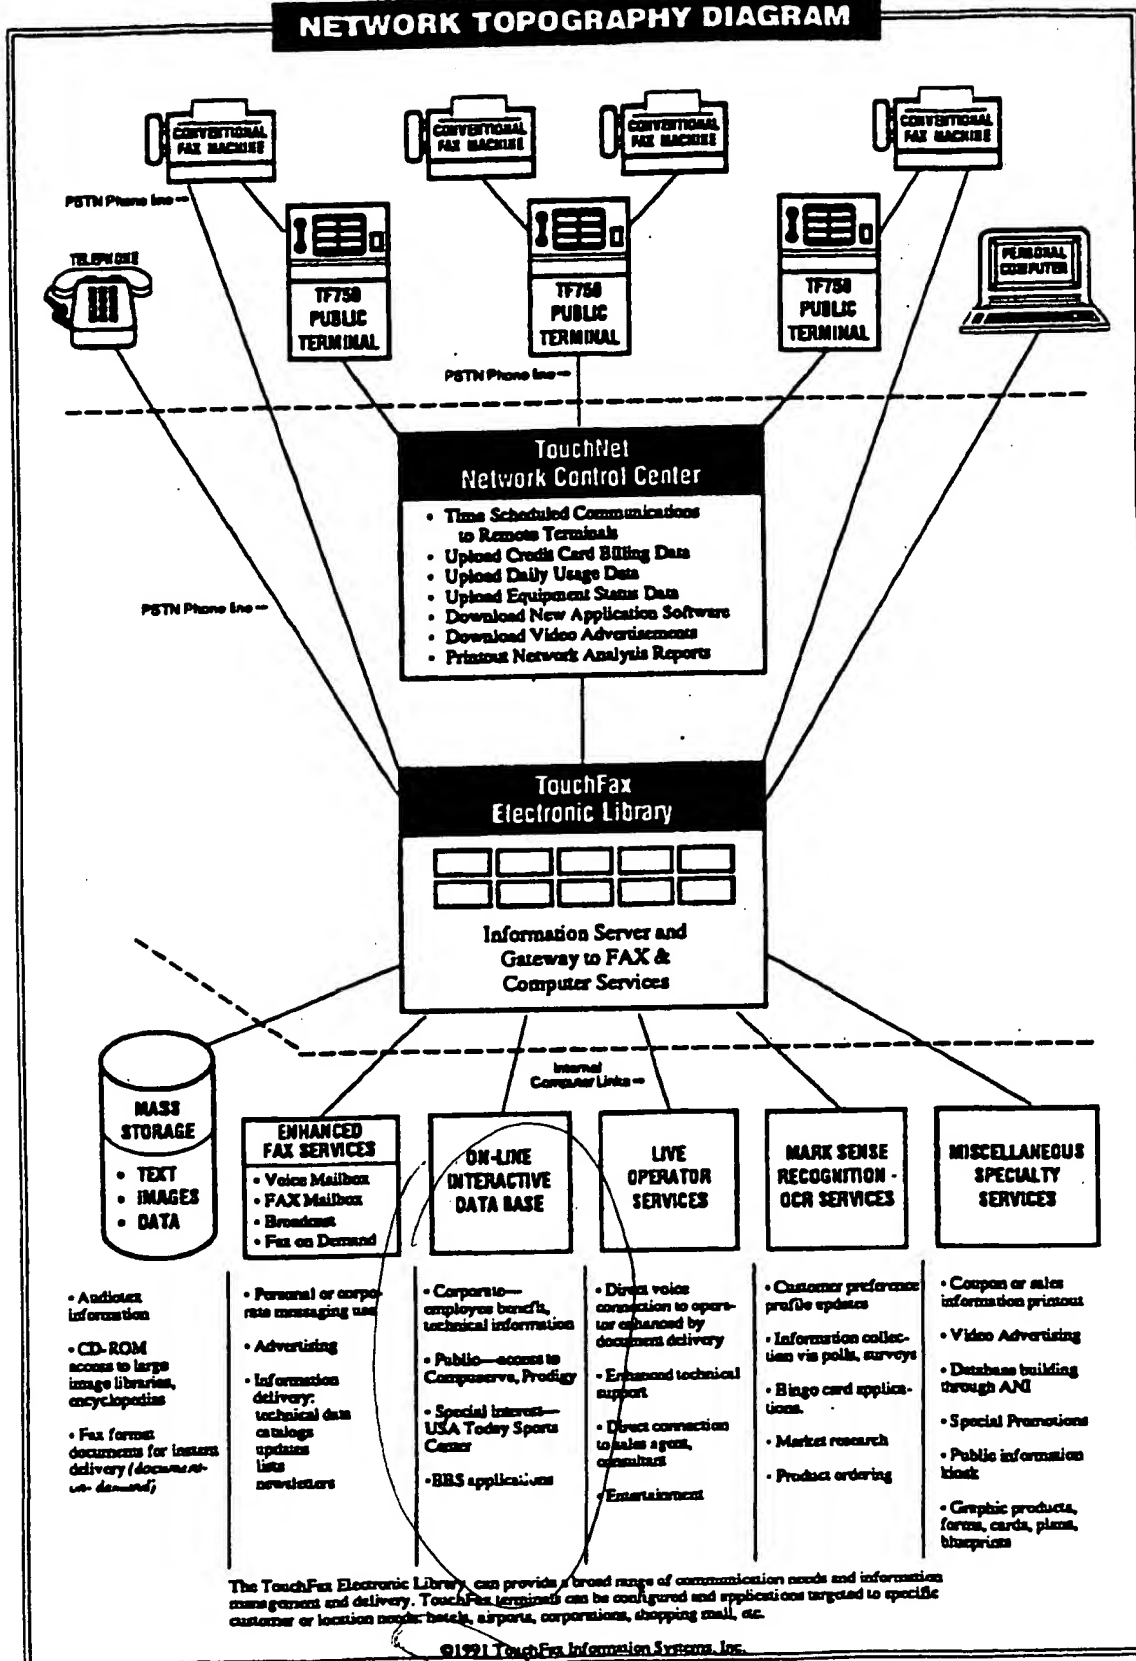 NETWORK TOPOGRAPHY DIAGRAM
CONVENTIONAL
FAX MACHINE
CONVENTIONAL
FAX MACHINE
CONVENTIONAL
FAX MACHINE
CONVENTIONAL
FAX MACHINE
PSTN Phone line
TELEPHONE
TF750
PUBLIC
TERMINAL
TF750
PUBLIC
TERMINAL
TF750
PUBLIC
TERMINAL
PERSONAL
COMPUTER
PSTN Phone line
TouchNet
Network Control Center
• Time Scheduled Communications
to Remote Terminals
• Upload Credit Card Billing Data
• Upload Daily Usage Data
• Upload Equipment Status Data
• Download New Application Software
• Download Video Advertisements
• Printout Network Analysis Reports
PSTN Phone line
TouchFax
Electronic Library
Information Server and
Gateway to FAX &
Computer Services
Internal
Computer Links
MASS
STORAGE
• TEXT
• IMAGES
• DATA
ENHANCED
FAX SERVICES
• Voice Mailbox
• FAX Mailbox
• Broadcast
• Fax on Demand
ON-LINE
INTERACTIVE
DATA BASE
LIVE
OPERATOR
SERVICES
MARK SENSE
RECOGNITION -
OCR SERVICES
MISCELLANEOUS
SPECIALTY
SERVICES
• Audiotex
information
• CD-ROM
access to large
image libraries,
encyclopedias
• Fax format
documents for instant
delivery (document-
on-demand)
• Personal or corpo-
rate messaging use
• Advertising
• Information
delivery:
technical data
catalogs
updates
lists
newsletters
• Corporate—
employee benefits,
technical information
• Public—access to
Compuserve, Prodigy
• Special Interest—
USA Today Sports
Center
• BBS applications
• Direct voice
connection to opera-
tor enhanced by
document delivery
• Enhanced technical
support
• Direct connection
to sales agent,
consultant
• Entertainment
• Customer preference
profile updates
• Information collec-
tion via polls, surveys
• Bingo card applica-
tions.
• Market research
• Product ordering
• Coupon or sales
information printout
• Video Advertising
• Database building
through ANI
• Special Promotions
• Public information
kiosk
• Graphic products,
forms, cards, plans,
blueprints
The TouchFax Electronic Library can provide a broad range of communication needs and information
management and delivery. TouchFax terminals can be configured and applications targeted to specific
customer or location needs: hotels, airports, corporations, shopping mall, etc.
©1991 TouchFax Information Systems, Inc.